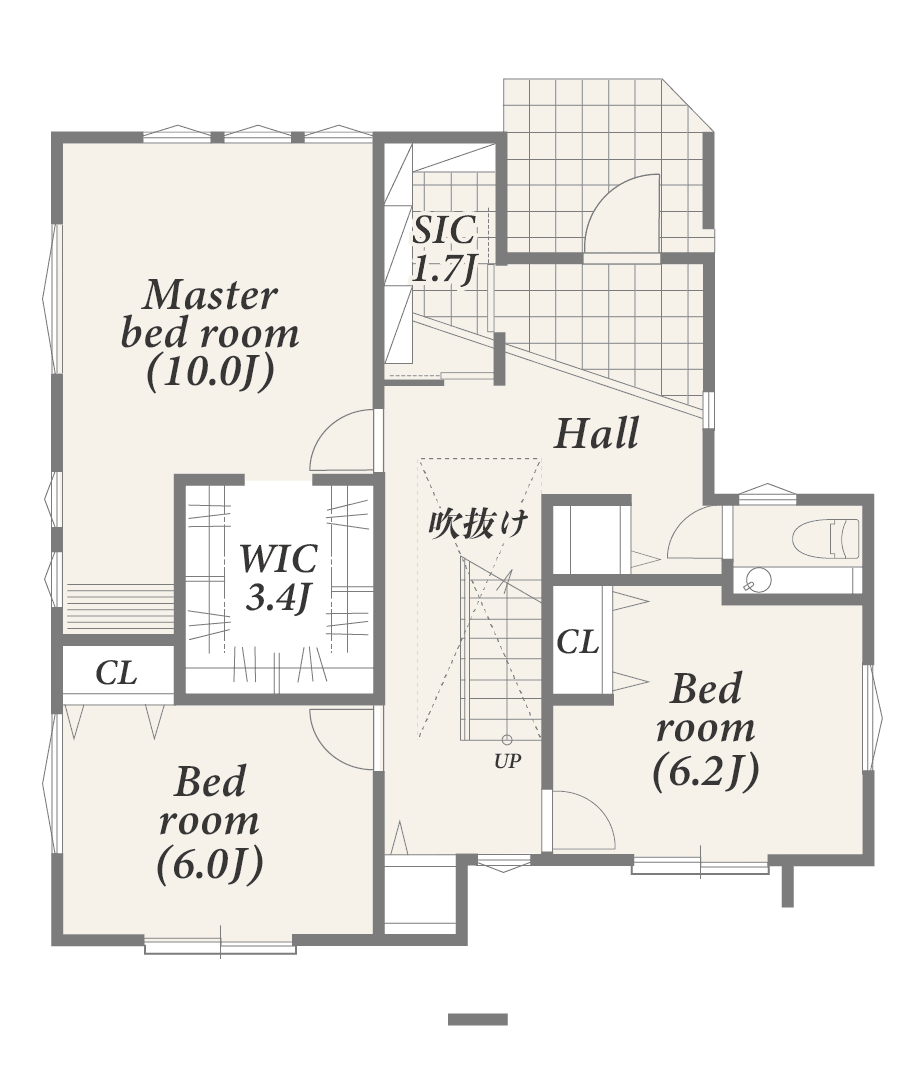 SIC
1.7J
Master
bed room
(10.0J)
Hall
吹抜け
WIC
3.4J
CL
CL
Bed
room
(6.2J)
UP
Bed
room
(6.0J)